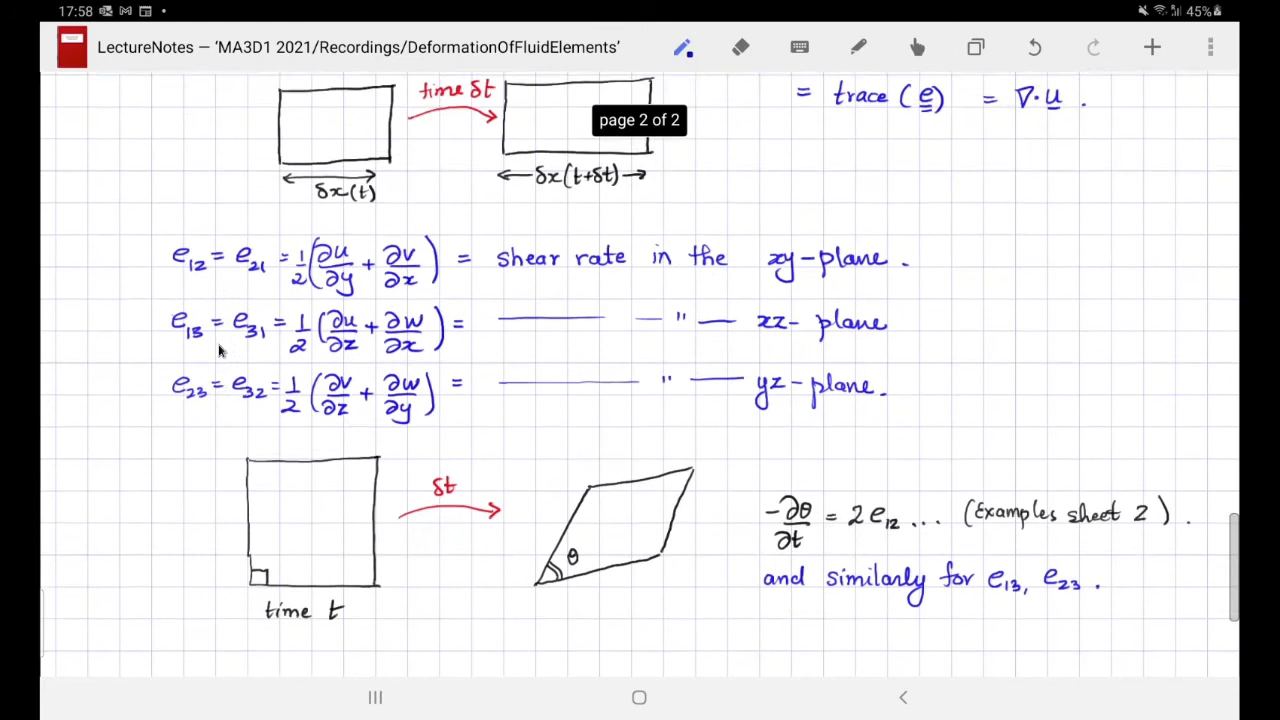 17:58 45%
LectureNotes — ‘MA3D1 2021/Recordings/DeformationOfFluidElements’
time δt
= trace (e) = ∇·u .
page 2 of 2
δx(t)
δx(t+δt)
e₁₂ = e₂₁ = 1/2 (∂u/∂y + ∂v/∂x) = shear rate in the xy-plane .
e₁₃ = e₃₁ = 1/2 (∂u/∂z + ∂w/∂x) = ——— — " — xz- plane
e₂₃ = e₃₂ = 1/2 (∂v/∂z + ∂w/∂y) = ——— " —— yz-plane .
δt
θ
-∂θ/∂t = 2e₁₂ ... (Examples sheet 2 ) .
and similarly for e₁₃, e₂₃ .
time t